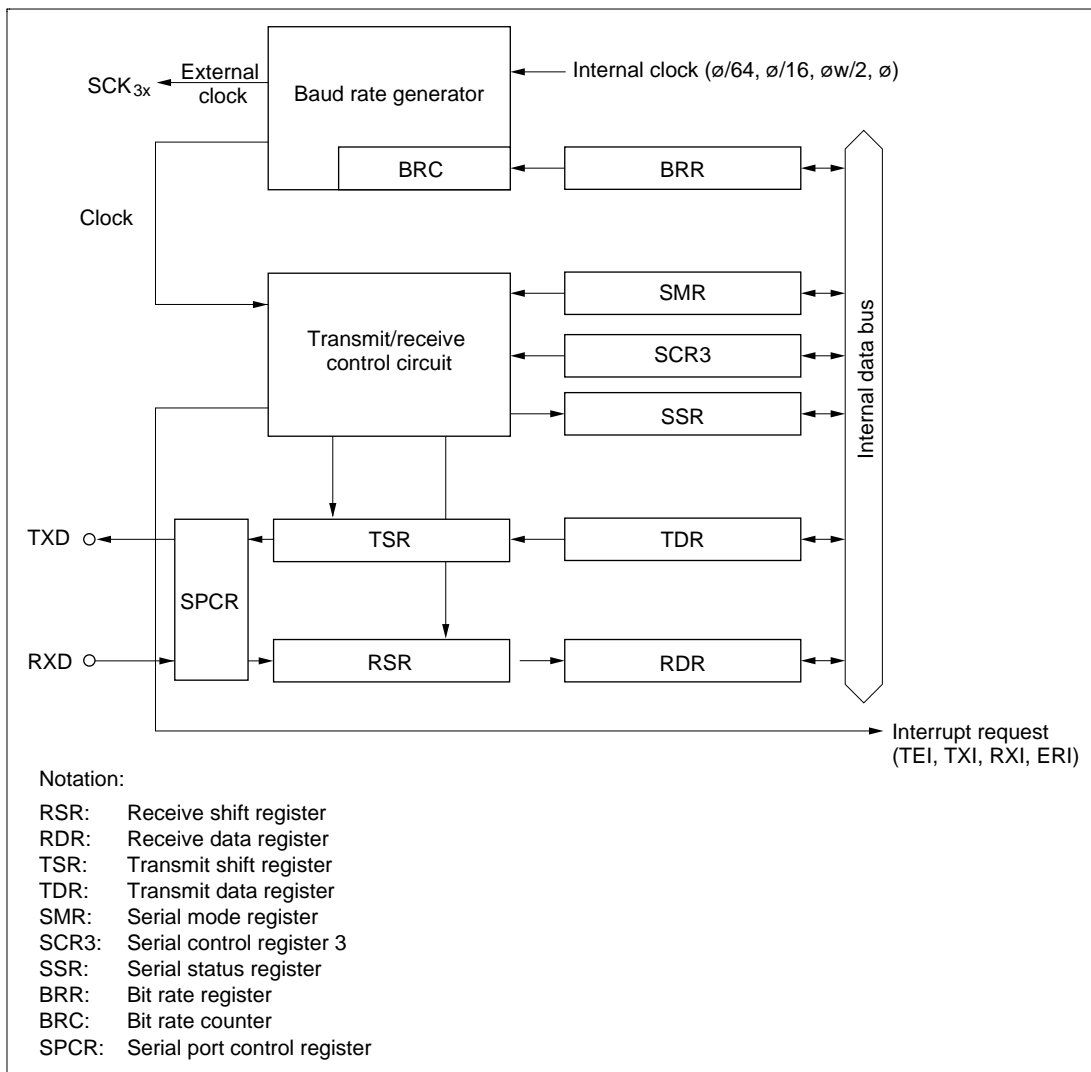 SCK3x
External
clock
Baud rate generator
Internal clock (ø/64, ø/16, øw/2, ø)
BRC
BRR
Clock
Transmit/receive
control circuit
SMR
SCR3
SSR
Internal data bus
TXD
TSR
TDR
SPCR
RXD
RSR
RDR
Interrupt request
(TEI, TXI, RXI, ERI)
Notation:
RSR: Receive shift register
RDR: Receive data register
TSR: Transmit shift register
TDR: Transmit data register
SMR: Serial mode register
SCR3: Serial control register 3
SSR: Serial status register
BRR: Bit rate register
BRC: Bit rate counter
SPCR: Serial port control register